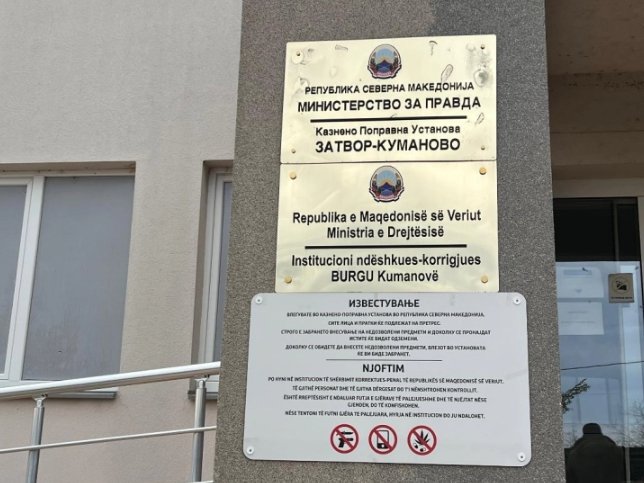 РЕПУБЛИКА СЕВЕРНА МАКЕДОНИЈА
МИНИСТЕРСТВО ЗА ПРАВДА
Казнено Поправна Установа
ЗАТВОР-КУМАНОВО
Republika e Maqedonisë së Veriut
Ministria e Drejtësisë
Institucioni ndëshkues-korrigjues
BURGU Kumanovë
ИЗВЕСТУВАЊЕ
ВЛЕГУВАТЕ ВО КАЗНЕНО ПОПРАВНА УСТАНОВА ВО РЕПУБЛИКА СЕВЕРНА МАКЕДОНИЈА,
СИТЕ ЛИЦА И ПРАТКИ ЌЕ ПОДЛЕЖАТ НА ПРЕТРЕС.
СТРОГО Е ЗАБРАНЕТО ВНЕСУВАЊЕ НА НЕДОЗВОЛЕНИ ПРЕДМЕТИ И ДОКОЛКУ СЕ ПРОНАЈДАТ
ИСТИТЕ ЌЕ БИДАТ ОДЗЕМЕНИ.
ДОКОЛКУ СЕ ОБИДЕТЕ ДА ВНЕСЕТЕ НЕДОЗВОЛЕНИ ПРЕДМЕТИ, ВЛЕЗОТ ВО УСТАНОВАТА
ЌЕ ВИ БИДЕ ЗАБРАНЕТ.
NJOFTIM
PO HYNI NË INSTITUCION TË SHËRBIMIT KORREKTUES-PENAL TË REPUBLIKËS SË MAQEDONISË SË VERIUT.
TË GJITHË PERSONAT DHE TË GJITHA DËRGESAT DO T'I NËNSHTROHEN KONTROLLIT.
ËSHTË RREPTËSISHT E NDALUAR FUTJA E GJËRAVE TË PALEJUESHME DHE TË NJËJTAT NËSE
GJENDEN, DO TË KONFISKOHEN.
NËSE TENTONI TË FUTNI GJËRA TË PALEJUARA, HYRJA NË INSTITUCION DO JU NDALOHET.